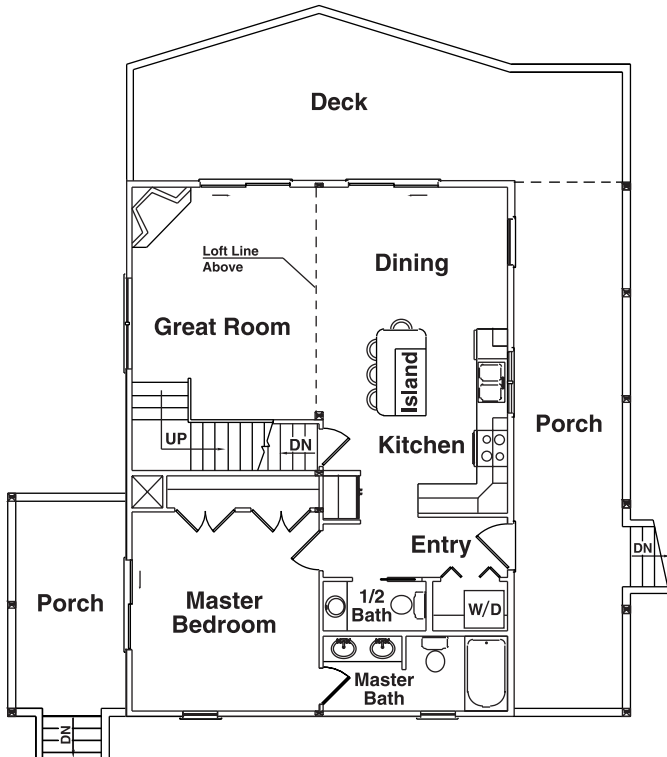 Deck
Loft Line
Above
Dining
Great Room
Island
UP
DN
Kitchen
Porch
Entry
DN
Porch
Master
Bedroom
1/2
Bath
W/D
Master
Bath
DN